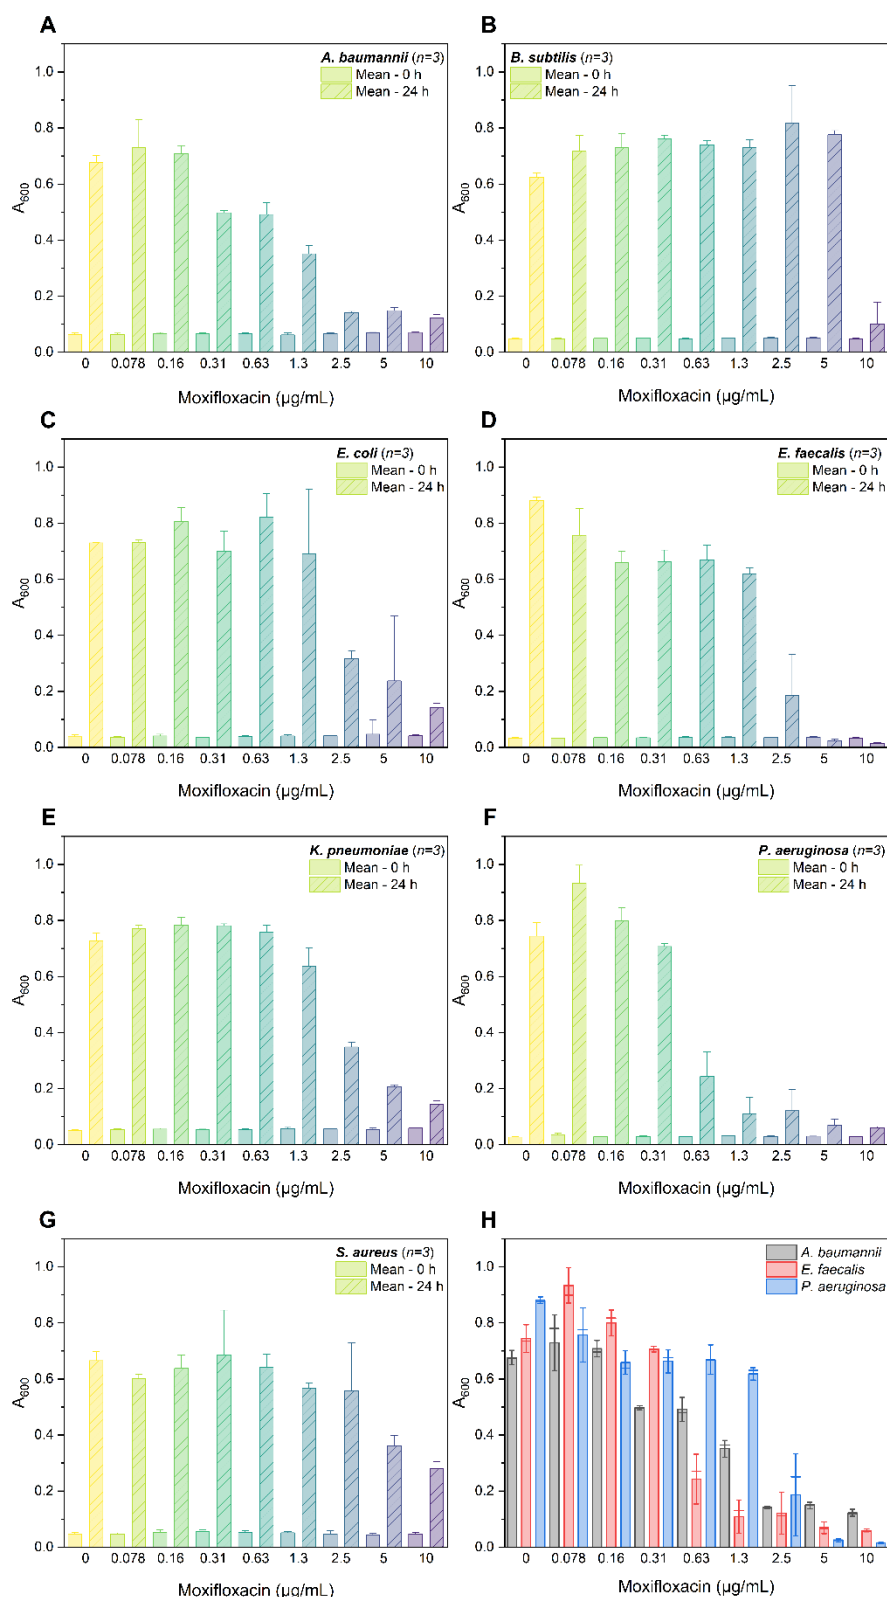 A
A. baumannii (n=3)
Mean - 0 h
Mean - 24 h
1.0
0.8
0.6
0.4
0.2
0.0
A600
0 0.078 0.16 0.31 0.63 1.3 2.5 5 10
Moxifloxacin (µg/mL)
B
B. subtilis (n=3)
Mean - 0 h
Mean - 24 h
1.0
0.8
0.6
0.4
0.2
0.0
A600
0 0.078 0.16 0.31 0.63 1.3 2.5 5 10
Moxifloxacin (µg/mL)
C
E. coli (n=3)
Mean - 0 h
Mean - 24 h
1.0
0.8
0.6
0.4
0.2
0.0
A600
0 0.078 0.16 0.31 0.63 1.3 2.5 5 10
Moxifloxacin (µg/mL)
D
E. faecalis (n=3)
Mean - 0 h
Mean - 24 h
1.0
0.8
0.6
0.4
0.2
0.0
A600
0 0.078 0.16 0.31 0.63 1.3 2.5 5 10
Moxifloxacin (µg/mL)
E
K. pneumoniae (n=3)
Mean - 0 h
Mean - 24 h
1.0
0.8
0.6
0.4
0.2
0.0
A600
0 0.078 0.16 0.31 0.63 1.3 2.5 5 10
Moxifloxacin (µg/mL)
F
P. aeruginosa (n=3)
Mean - 0 h
Mean - 24 h
1.0
0.8
0.6
0.4
0.2
0.0
A600
0 0.078 0.16 0.31 0.63 1.3 2.5 5 10
Moxifloxacin (µg/mL)
G
S. aureus (n=3)
Mean - 0 h
Mean - 24 h
1.0
0.8
0.6
0.4
0.2
0.0
A600
0 0.078 0.16 0.31 0.63 1.3 2.5 5 10
Moxifloxacin (µg/mL)
H
A. baumannii
E. faecalis
P. aeruginosa
1.0
0.8
0.6
0.4
0.2
0.0
A600
0 0.078 0.16 0.31 0.63 1.3 2.5 5 10
Moxifloxacin (µg/mL)